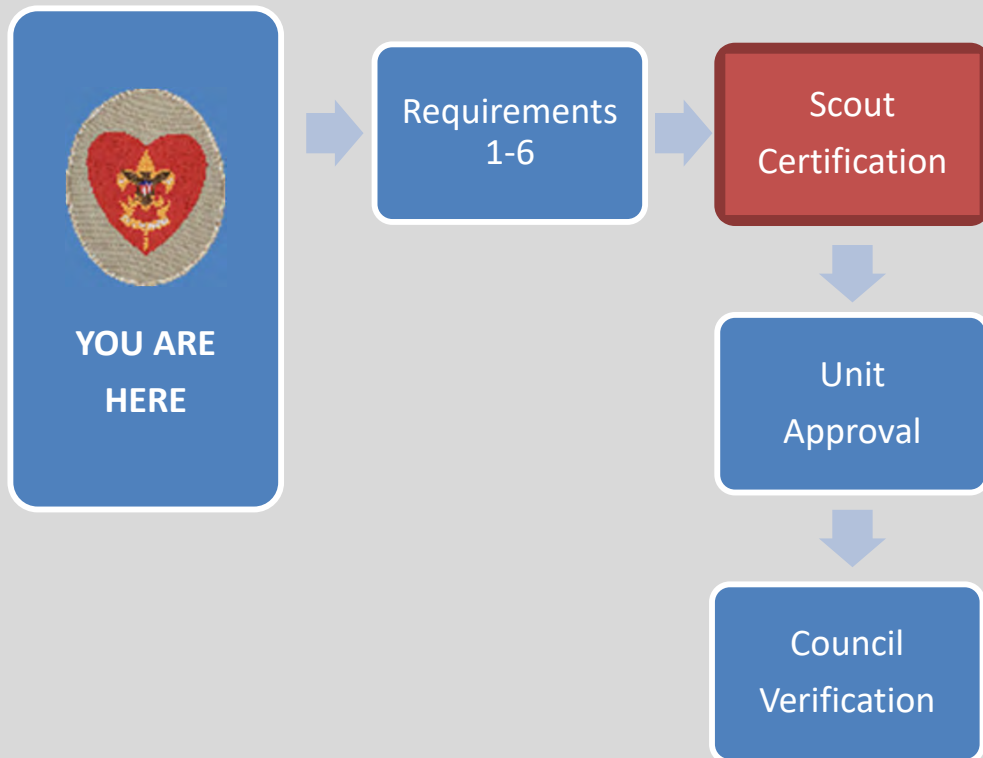 YOU ARE
HERE
Requirements
1-6
Scout
Certification
Unit
Approval
Council
Verification